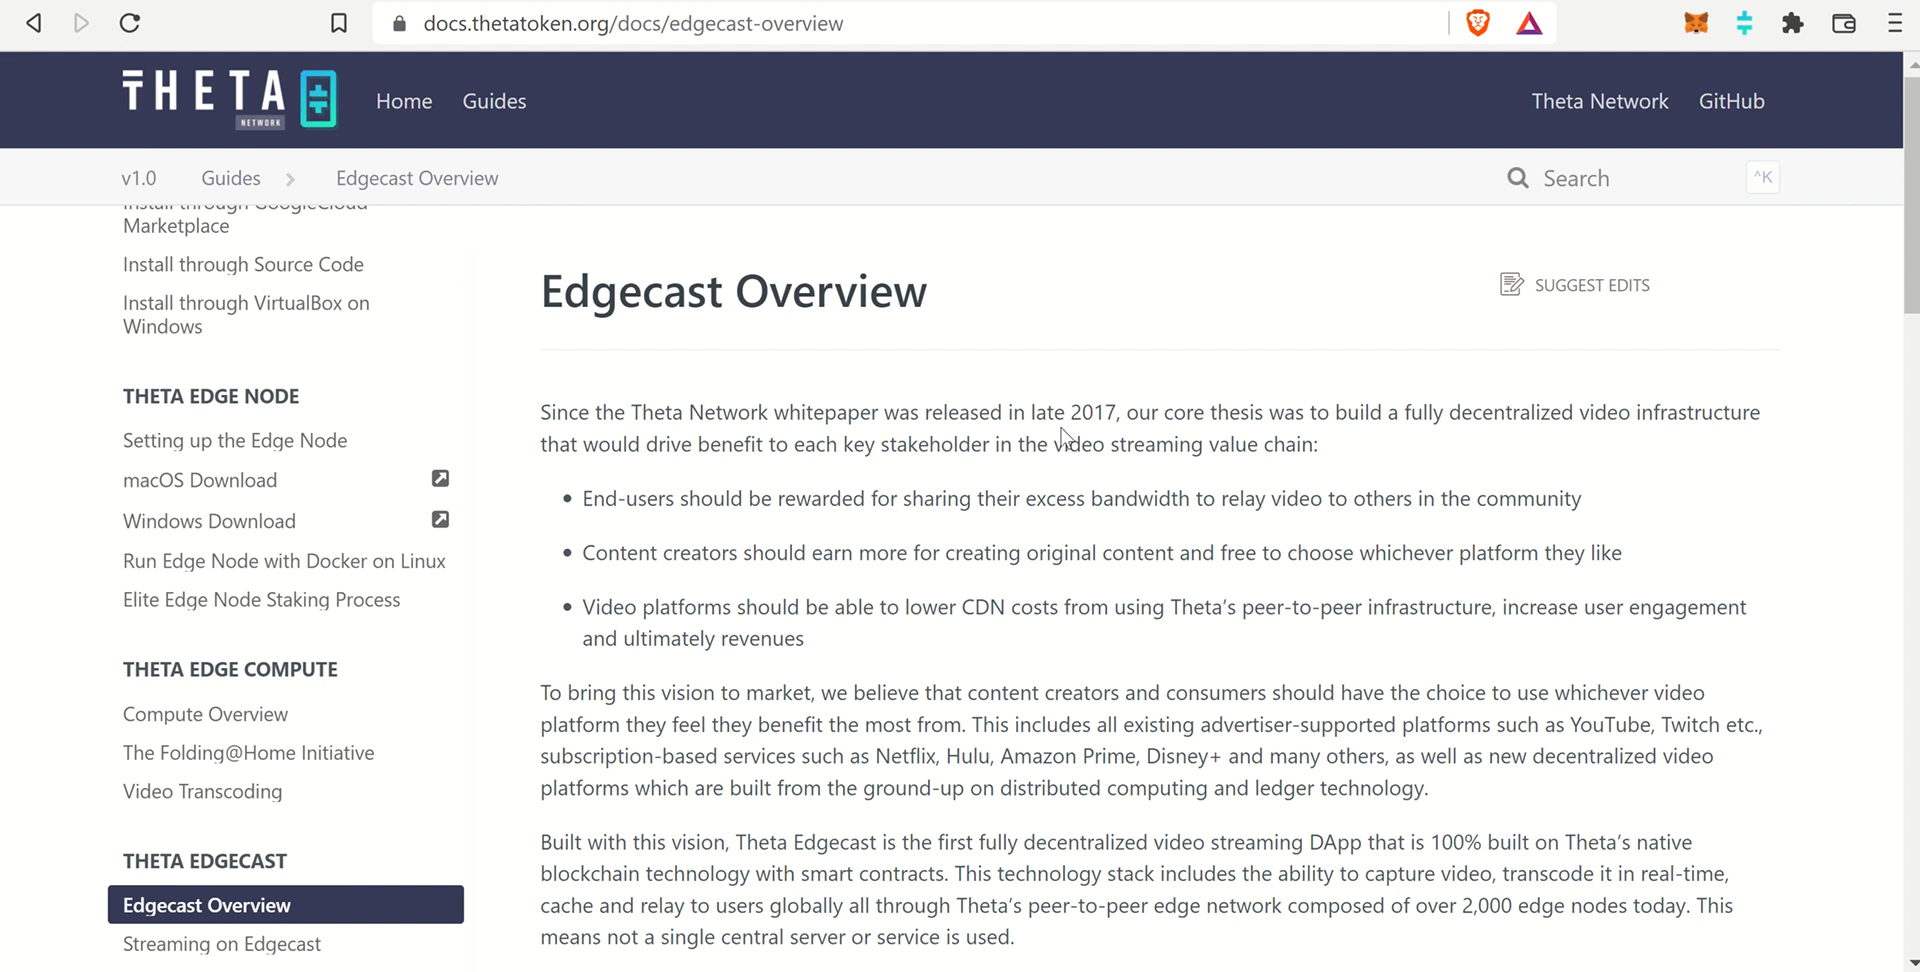 docs.thetatoken.org/docs/edgecast-overview
THETA
NETWORK
Home
Guides
Theta Network
GitHub
v1.0
Guides
Edgecast Overview
Search
^K
Install through GoogleCloud
Marketplace
Install through Source Code
Install through VirtualBox on
Windows
THETA EDGE NODE
Setting up the Edge Node
macOS Download
Windows Download
Run Edge Node with Docker on Linux
Elite Edge Node Staking Process
THETA EDGE COMPUTE
Compute Overview
The Folding@Home Initiative
Video Transcoding
THETA EDGECAST
Edgecast Overview
Streaming on Edgecast
Edgecast Overview
SUGGEST EDITS
Since the Theta Network whitepaper was released in late 2017, our core thesis was to build a fully decentralized video infrastructure
that would drive benefit to each key stakeholder in the video streaming value chain:
• End-users should be rewarded for sharing their excess bandwidth to relay video to others in the community
• Content creators should earn more for creating original content and free to choose whichever platform they like
• Video platforms should be able to lower CDN costs from using Theta’s peer-to-peer infrastructure, increase user engagement
and ultimately revenues
To bring this vision to market, we believe that content creators and consumers should have the choice to use whichever video
platform they feel they benefit the most from. This includes all existing advertiser-supported platforms such as YouTube, Twitch etc.,
subscription-based services such as Netflix, Hulu, Amazon Prime, Disney+ and many others, as well as new decentralized video
platforms which are built from the ground-up on distributed computing and ledger technology.
Built with this vision, Theta Edgecast is the first fully decentralized video streaming DApp that is 100% built on Theta’s native
blockchain technology with smart contracts. This technology stack includes the ability to capture video, transcode it in real-time,
cache and relay to users globally all through Theta’s peer-to-peer edge network composed of over 2,000 edge nodes today. This
means not a single central server or service is used.